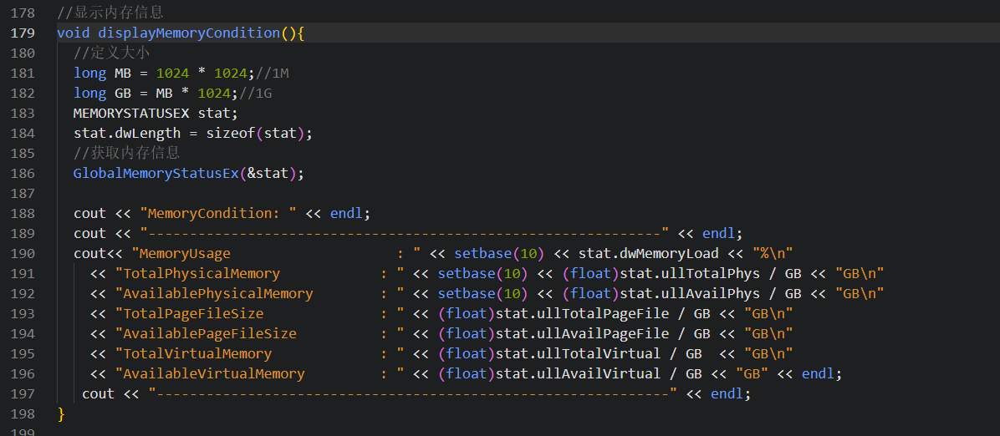 178 //显示内存信息
179 void displayMemoryCondition(){
180 //定义大小
181 long MB = 1024 * 1024;//1M
182 long GB = MB * 1024;//1G
183 MEMORYSTATUSEX stat;
184 stat.dwLength = sizeof(stat);
185 //获取内存信息
186 GlobalMemoryStatusEx(&stat);
187
188 cout << "MemoryCondition: " << endl;
189 cout << "--------------------------------------------------------------" << endl;
190 cout<< "MemoryUsage                    : " << setbase(10) << stat.dwMemoryLoad << "%\n"
191 << "TotalPhysicalMemory            : " << setbase(10) << (float)stat.ullTotalPhys / GB << "GB\n"
192 << "AvailablePhysicalMemory        : " << setbase(10) << (float)stat.ullAvailPhys / GB << "GB\n"
193 << "TotalPageFileSize              : " << (float)stat.ullTotalPageFile / GB << "GB\n"
194 << "AvailablePageFileSize          : " << (float)stat.ullAvailPageFile / GB << "GB\n"
195 << "TotalVirtualMemory             : " << (float)stat.ullTotalVirtual / GB  << "GB\n"
196 << "AvailableVirtualMemory         : " << (float)stat.ullAvailVirtual / GB << "GB" << endl;
197 cout << "--------------------------------------------------------------" << endl;
198 }
199